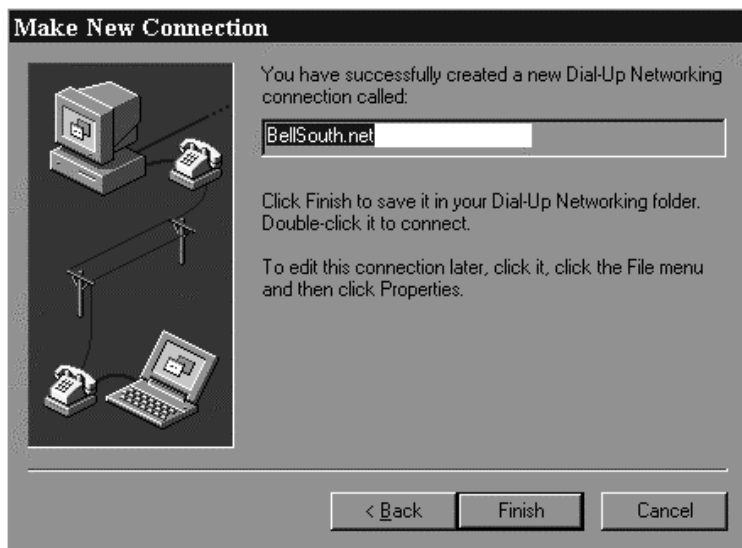 Make New Connection
You have successfully created a new Dial-Up Networking
connection called:
BellSouth.net
Click Finish to save it in your Dial-Up Networking folder.
Double-click it to connect.
To edit this connection later, click it, click the File menu
and then click Properties.
< Back
Finish
Cancel